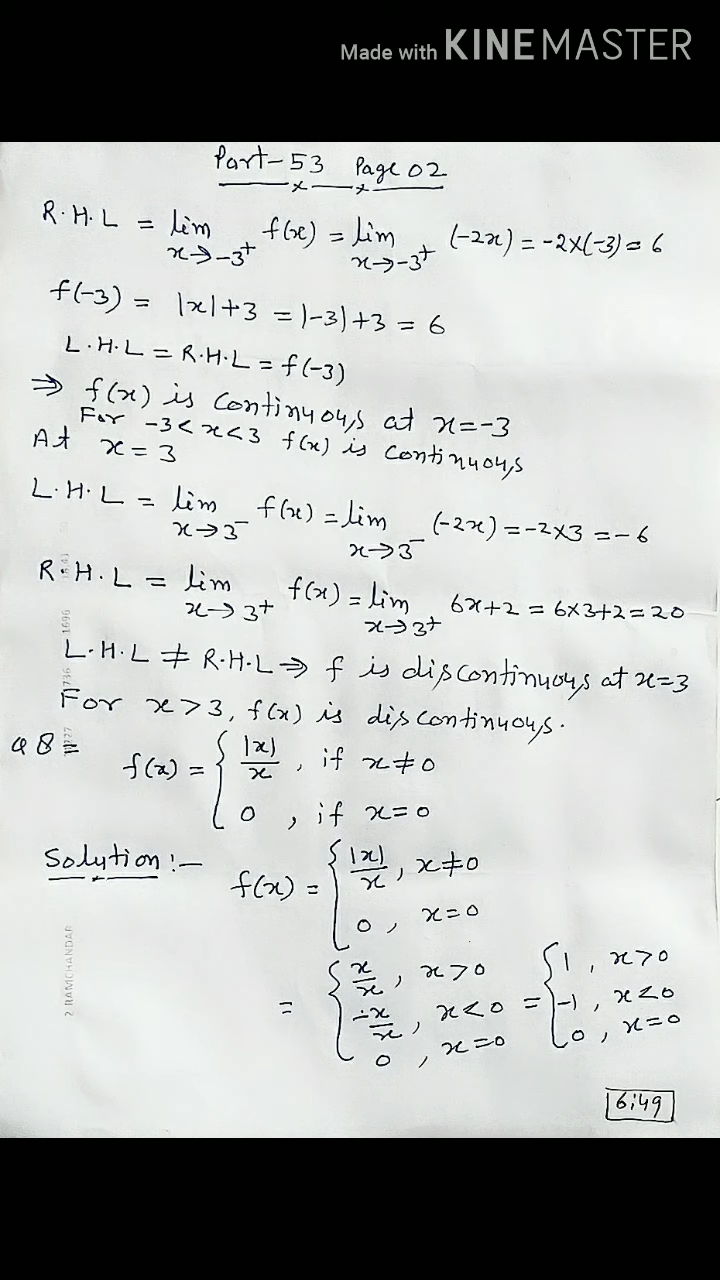 Made with KINEMASTER
Part-53 Page 02
R.H.L = lim x→-3⁺ f(x) = lim x→-3⁺ (-2x) = -2×(-3) = 6
f(-3) = |x|+3 = |-3|+3 = 6
L.H.L = R.H.L = f(-3)
⇒ f(x) is continuous at x=-3
For -3<x<3 f(x) is continuous
At x=3
L.H.L = lim x→3⁻ f(x) = lim x→3⁻ (-2x) = -2×3 = -6
R.H.L = lim x→3+ f(x) = lim x→3+ 6x+2 = 6×3+2=20
L.H.L ≠ R.H.L ⇒ f is discontinuous at x=3
For x>3, f(x) is discontinuous.
Q8= f(x) = { |x|/x , if x≠0
0 , if x=0
Solution:- f(x) = { |x|/x , x≠0
0 , x=0
= { x/x , x>0 = { 1 , x>0
-x/x , x<0 -1 , x<0
0 , x=0 0 , x=0
6:49